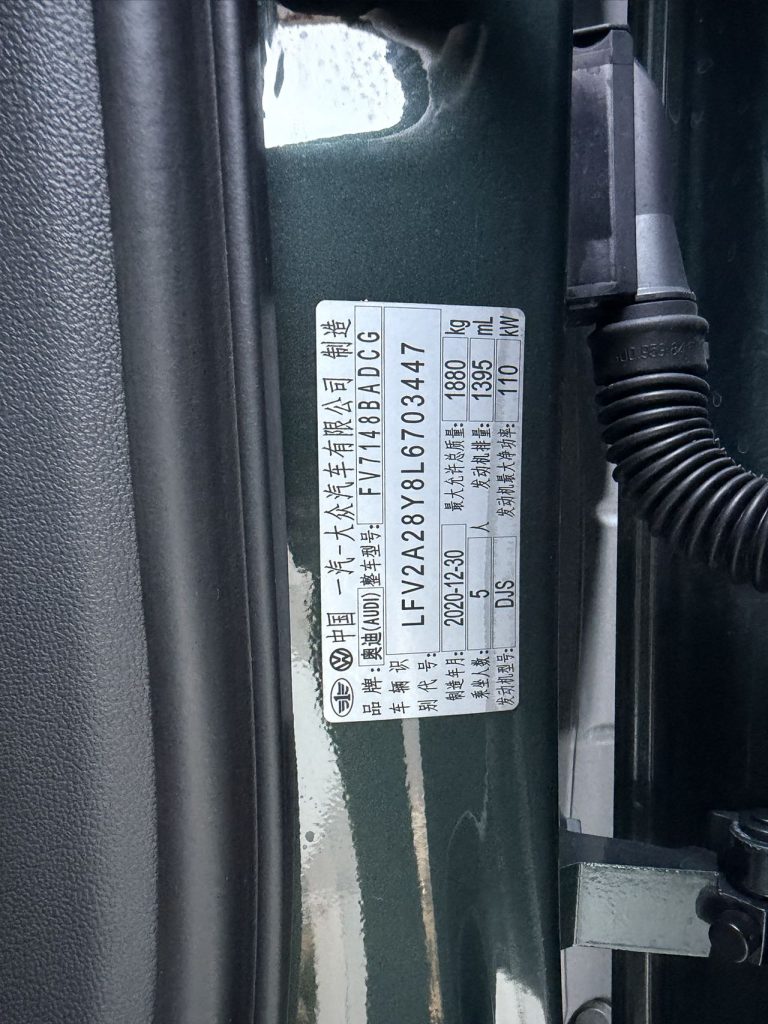 中国 一汽-大众汽车有限公司 制造
品牌: 奥迪(AUDI) 整车型号: FV7148BADCG
车辆识别代号: LFV2A28Y8L6703447
制造年月: 2020-12-30 最大允许总质量: 1880 kg
乘坐人数: 5 人 发动机排量: 1395 mL
发动机型号: DJS 发动机最大净功率: 110 kW